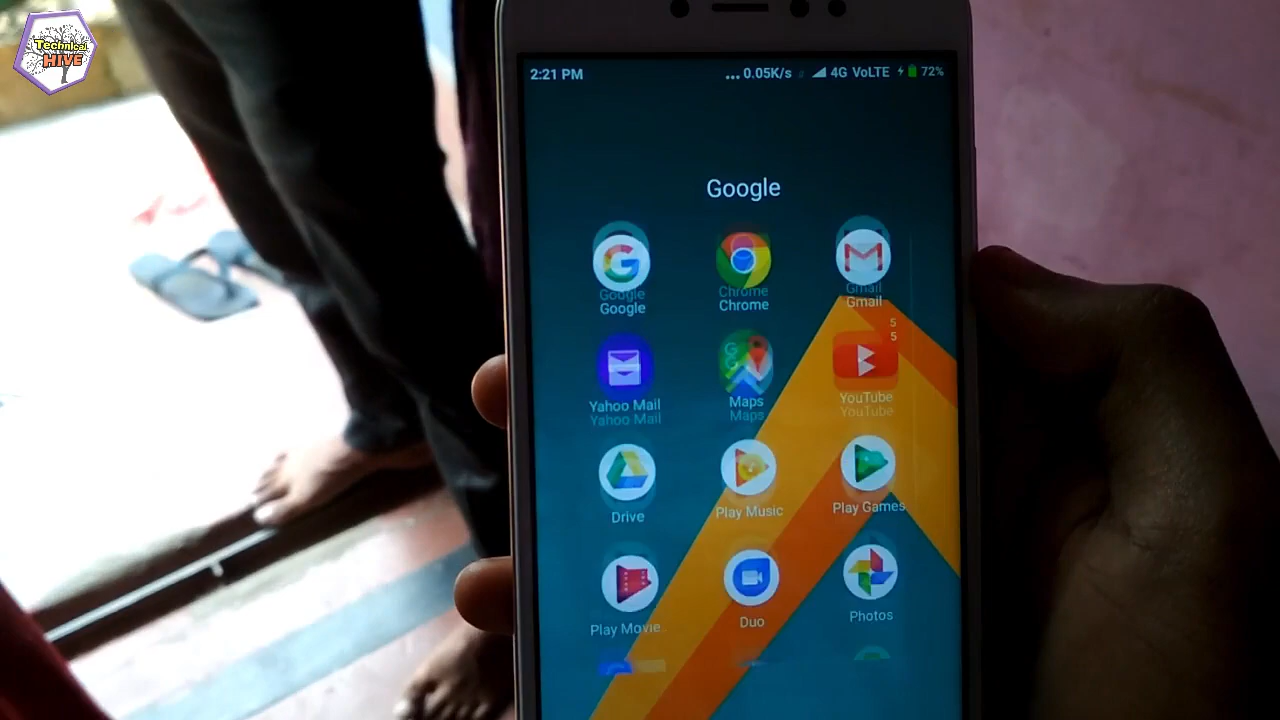 Technical
HIVE
2:21 PM ... 0.05K/s 4G VoLTE 72%
Google
Google Chrome Gmail
Google Chrome Gmail
5
5
Yahoo Mail Maps YouTube
Yahoo Mail Maps YouTube
Drive Play Music Play Games
Play Movie
Duo Photos